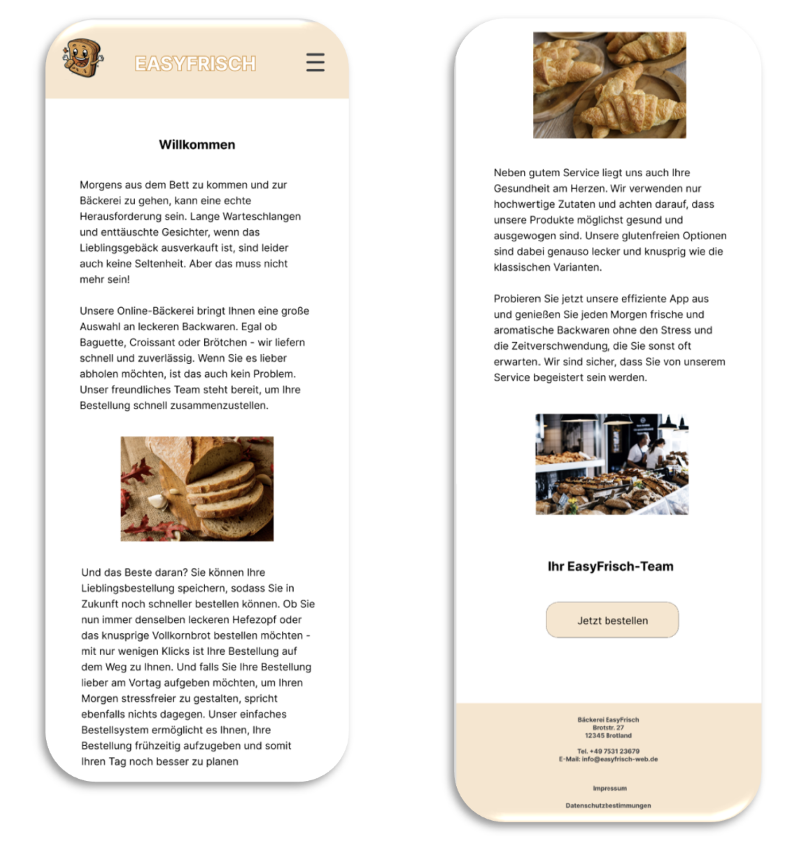 EASYFRISCH
Willkommen
Morgens aus dem Bett zu kommen und zur
Bäckerei zu gehen, kann eine echte
Herausforderung sein. Lange Warteschlangen
und enttäuschte Gesichter, wenn das
Lieblingsgebäck ausverkauft ist, sind leider
auch keine Seltenheit. Aber das muss nicht
mehr sein!
Unsere Online-Bäckerei bringt Ihnen eine große
Auswahl an leckeren Backwaren. Egal ob
Baguette, Croissant oder Brötchen - wir liefern
schnell und zuverlässig. Wenn Sie es lieber
abholen möchten, ist das auch kein Problem.
Unser freundliches Team steht bereit, um Ihre
Bestellung schnell zusammenzustellen.
Und das Beste daran? Sie können Ihre
Lieblingsbestellung speichern, sodass Sie in
Zukunft noch schneller bestellen können. Ob Sie
nun immer denselben leckeren Hefezopf oder
das knusprige Vollkornbrot bestellen möchten -
mit nur wenigen Klicks ist Ihre Bestellung auf
dem Weg zu Ihnen. Und falls Sie Ihre Bestellung
lieber am Vortag aufgeben möchten, um Ihren
Morgen stressfreier zu gestalten, spricht
ebenfalls nichts dagegen. Unser einfaches
Bestellsystem ermöglicht es Ihnen, Ihre
Bestellung frühzeitig aufzugeben und somit
Ihren Tag noch besser zu planen
Neben gutem Service liegt uns auch Ihre
Gesundheit am Herzen. Wir verwenden nur
hochwertige Zutaten und achten darauf, dass
unsere Produkte möglichst gesund und
ausgewogen sind. Unsere glutenfreien Optionen
sind dabei genauso lecker und knusprig wie die
klassischen Varianten.
Probieren Sie jetzt unsere effiziente App aus
und genießen Sie jeden Morgen frische und
aromatische Backwaren ohne den Stress und
die Zeitverschwendung, die Sie sonst oft
erwarten. Wir sind sicher, dass Sie von unserem
Service begeistert sein werden.
Ihr EasyFrisch-Team
Jetzt bestellen
Bäckerei EasyFrisch
Brotstr. 27
12345 Brotland
Tel. +49 7531 23679
E-Mail: info@easyfrisch-web.de
Impressum
Datenschutzbestimmungen